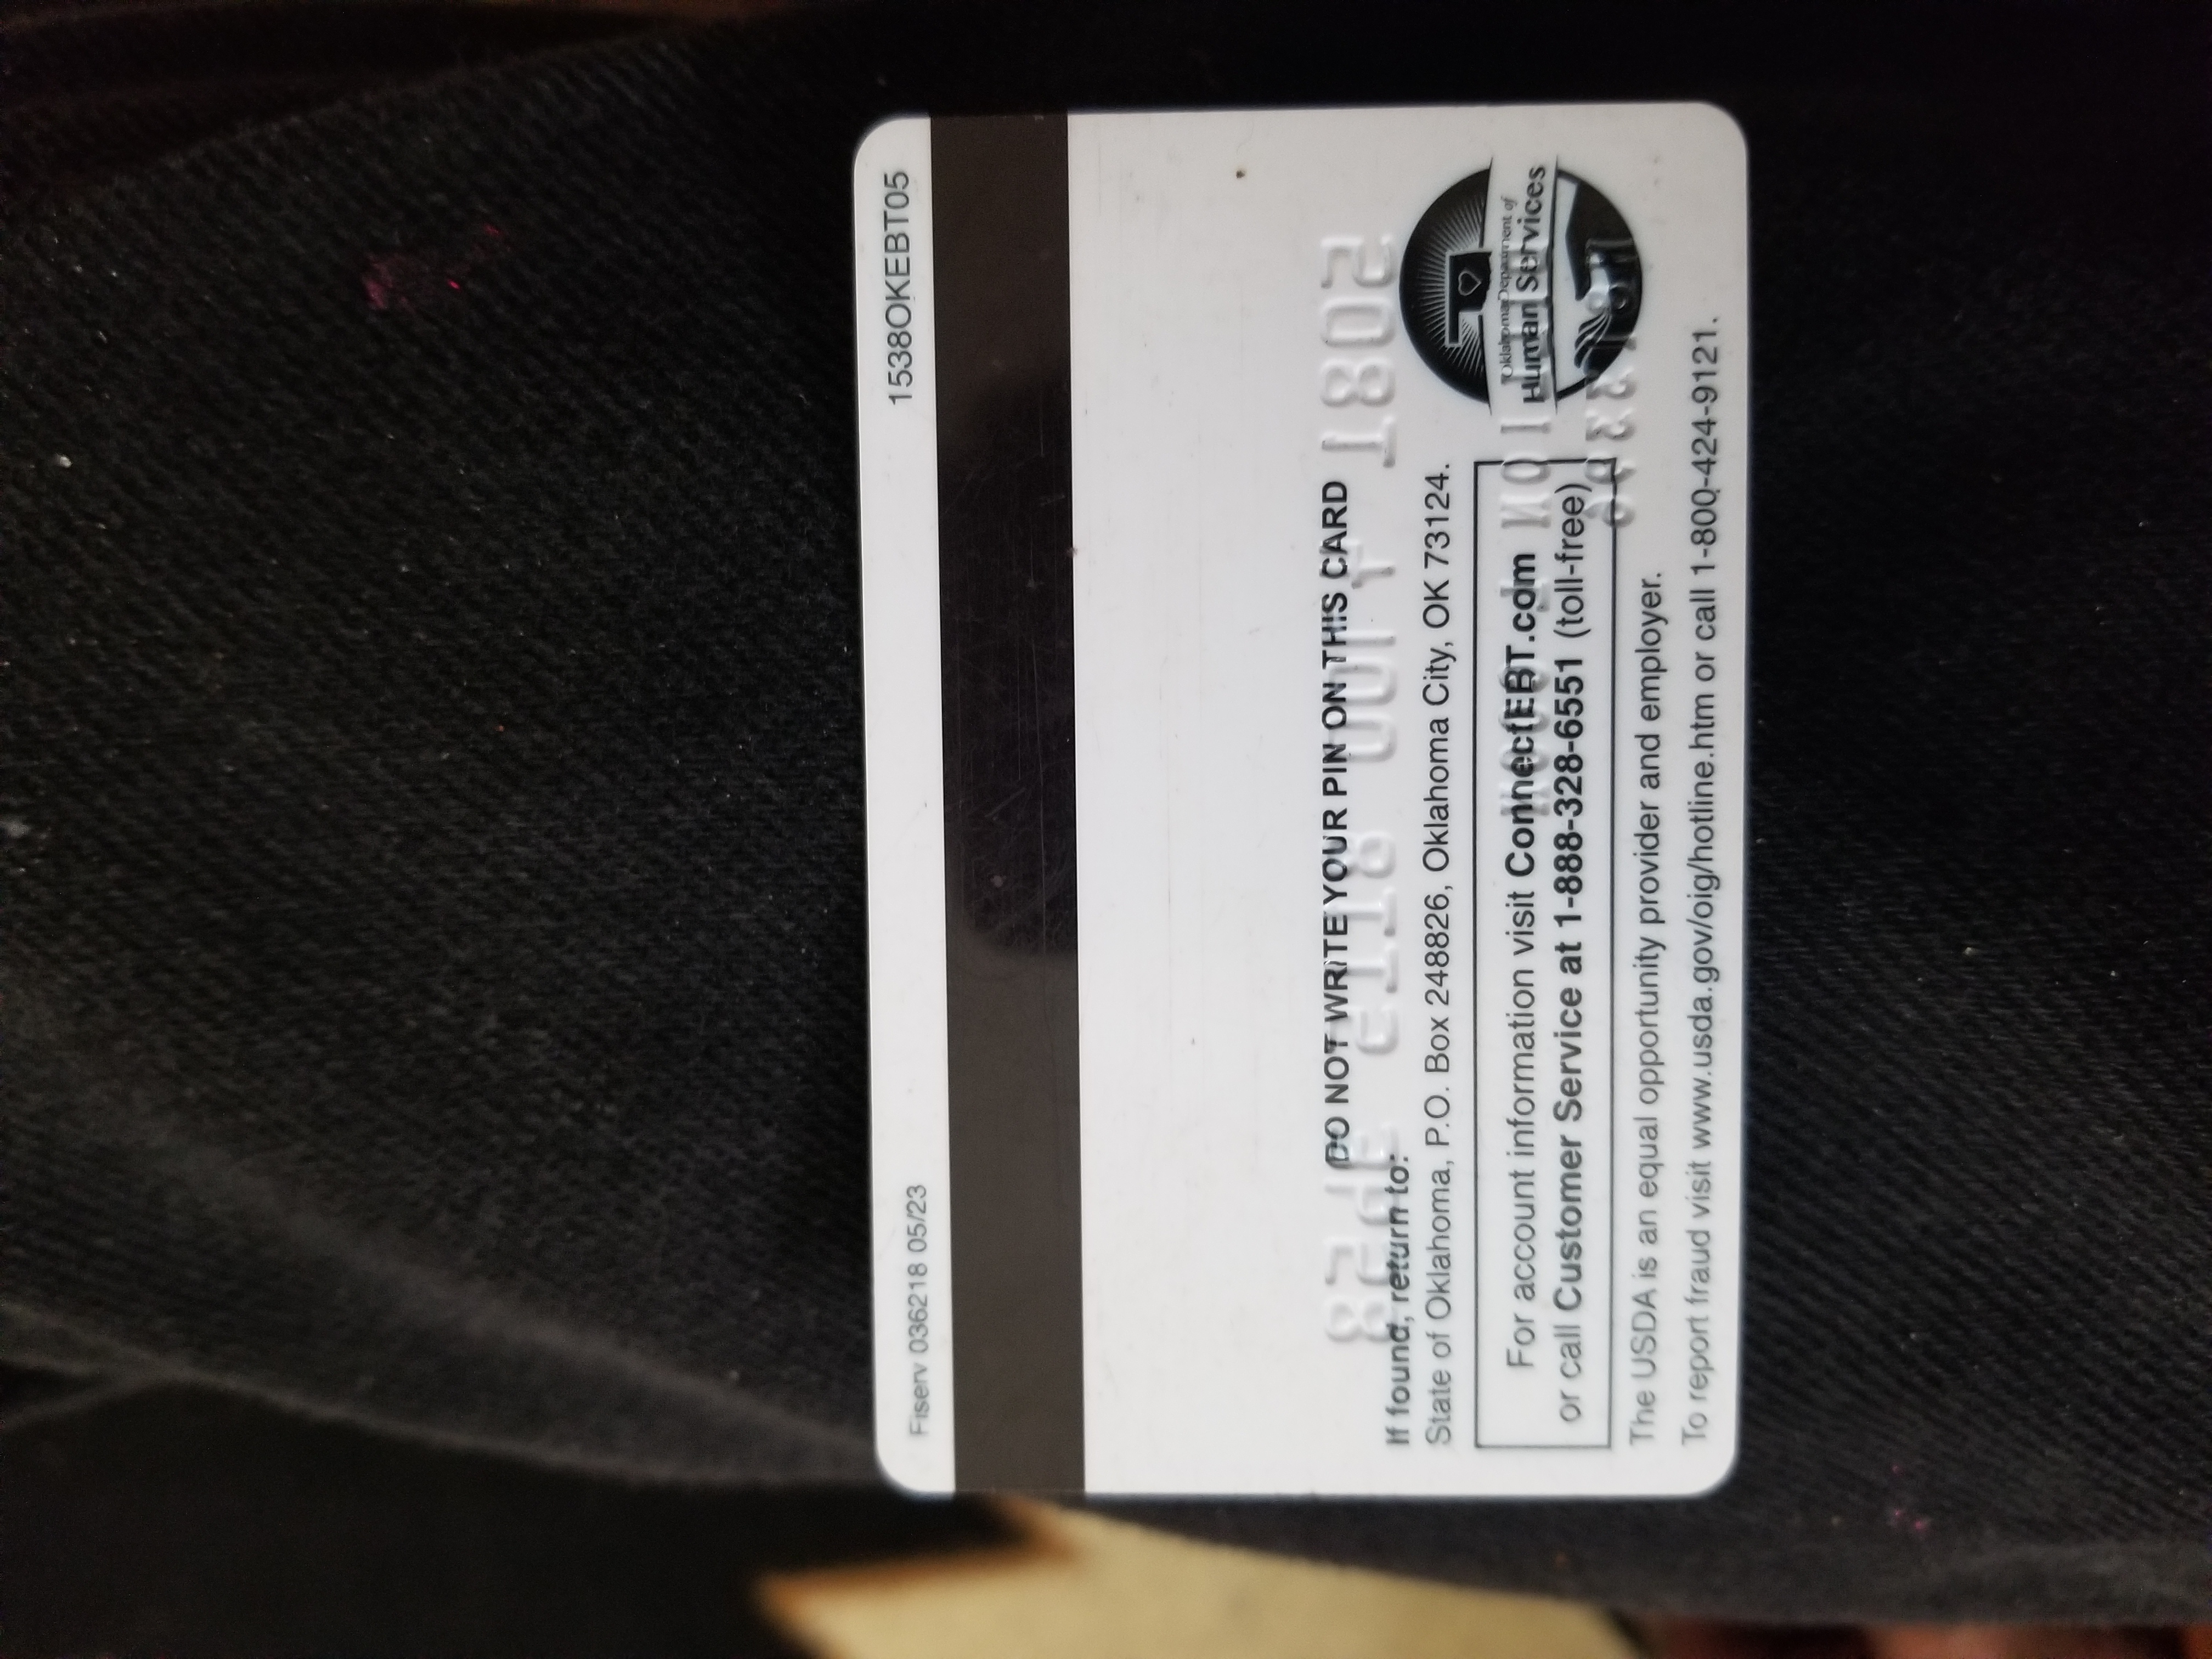 Fiserv 036218 05/23
1538OKEBT05
DO NOT WRITE YOUR PIN ON THIS CARD
If found, return to:
State of Oklahoma, P.O. Box 248826, Oklahoma City, OK 73124.
For account information visit ConnectEBT.com
or call Customer Service at 1-888-328-6551 (toll-free)
Oklahoma Department of
Human Services
The USDA is an equal opportunity provider and employer.
To report fraud visit www.usda.gov/oig/hotline.htm or call 1-800-424-9121.